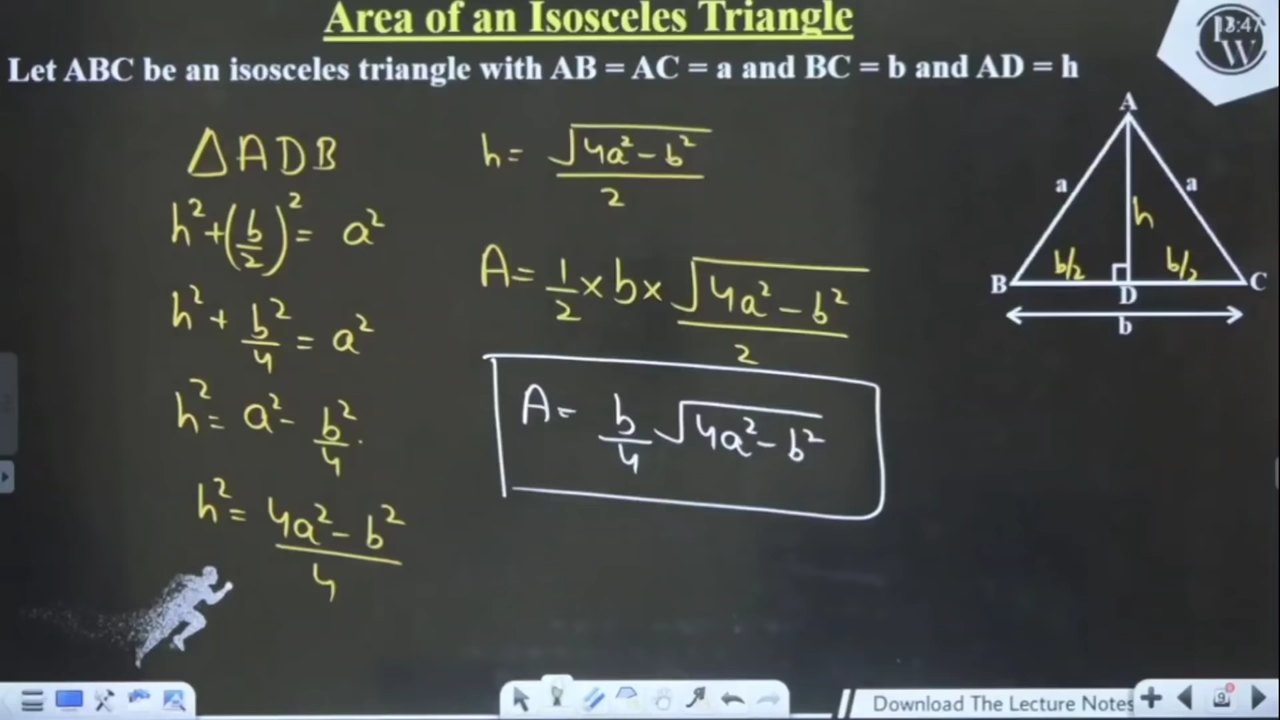 Area of an Isosceles Triangle
Let ABC be an isosceles triangle with AB = AC = a and BC = b and AD = h
△ADB
h² + (b/2)² = a²
h² + b²/4 = a²
h² = a² - b²/4.
h² = (4a² - b²)/4
h = √(4a² - b²)/2
A = 1/2 × b × √(4a² - b²)/2
A = b/4 √(4a² - b²)
A
a a
h
b/2 b/2
B D C
b
Download The Lecture Notes
9